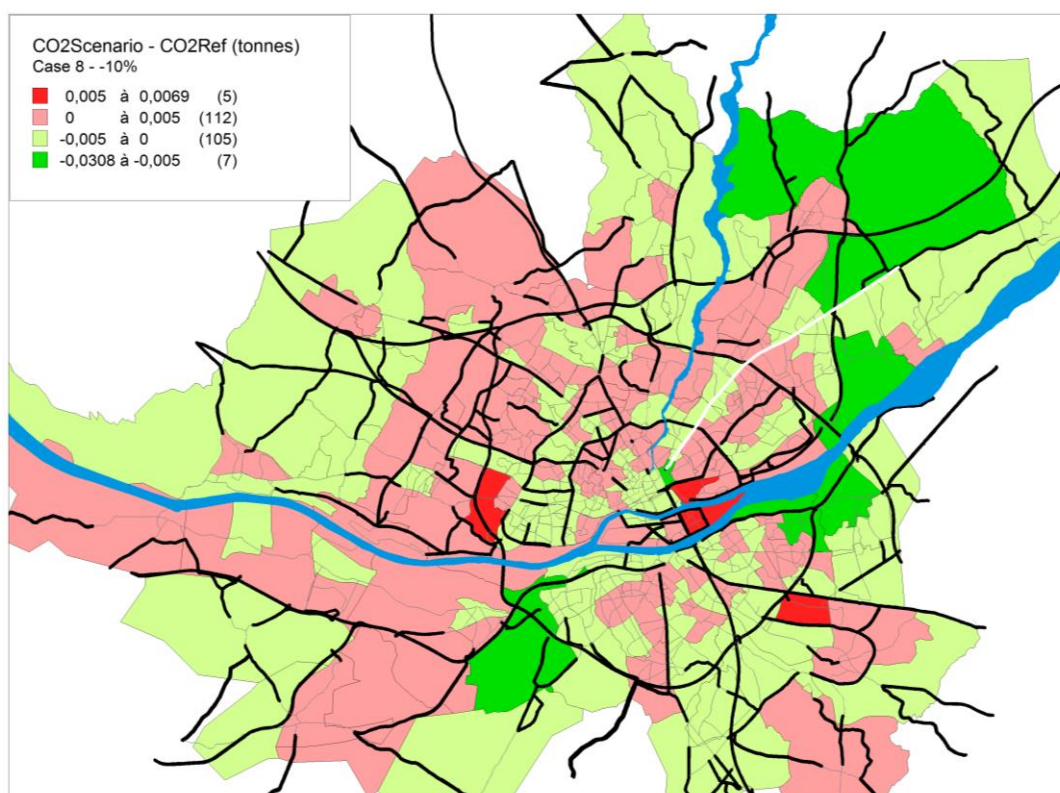 CO2Scenario - CO2Ref (tonnes)
Case 8 - -10%
0,005 à 0,0069 (5)
0 à 0,005 (112)
-0,005 à 0 (105)
-0,0308 à -0,005 (7)